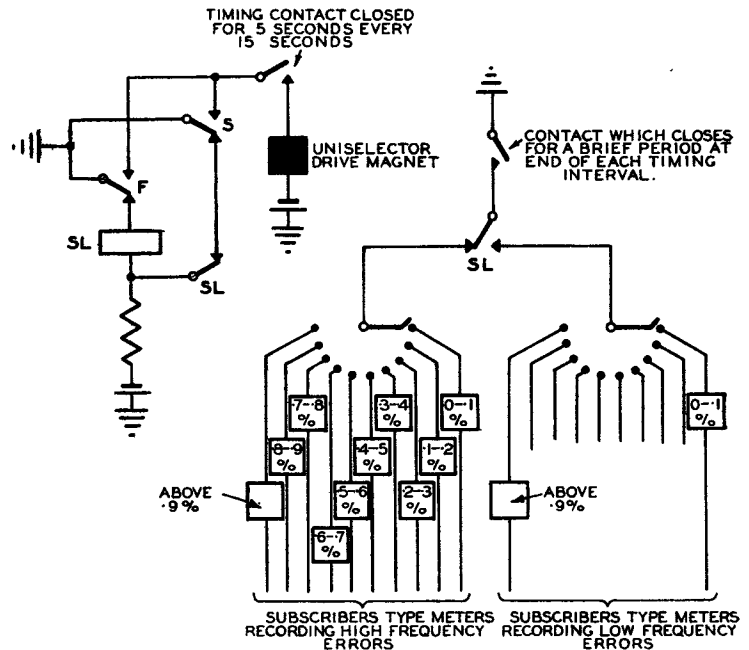 TIMING CONTACT CLOSED
FOR 5 SECONDS EVERY
15 SECONDS
S
F
SL
SL
UNISELECTOR
DRIVE MAGNET
CONTACT WHICH CLOSES
FOR A BRIEF PERIOD AT
END OF EACH TIMING
INTERVAL.
SL
·7–·8
%
·3–·4
%
·0–·1
%
·8–·9
%
·4–·5
%
·1–·2
%
ABOVE
·9%
·5–·6
%
·2–·3
%
·6–·7
%
·0–·1
%
ABOVE
·9%
SUBSCRIBERS TYPE METERS
RECORDING HIGH FREQUENCY
ERRORS
SUBSCRIBERS TYPE METERS
RECORDING LOW FREQUENCY
ERRORS